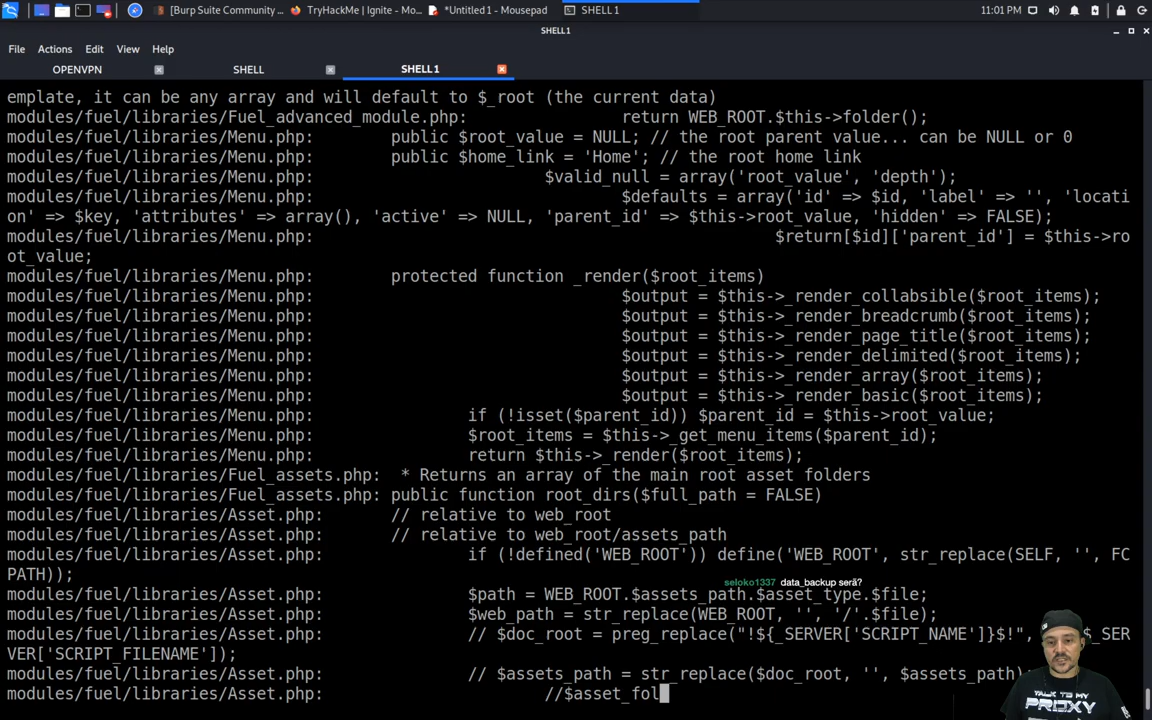 [Burp Suite Community ... TryHackMe | Ignite - Mo... *Untitled 1 - Mousepad SHELL1 11:01 PM
SHELL1
File Actions Edit View Help
OPENVPN SHELL SHELL1
emplate, it can be any array and will default to $_root (the current data)
modules/fuel/libraries/Fuel_advanced_module.php: return WEB_ROOT.$this->folder();
modules/fuel/libraries/Menu.php: public $root_value = NULL; // the root parent value... can be NULL or 0
modules/fuel/libraries/Menu.php: public $home_link = 'Home'; // the root home link
modules/fuel/libraries/Menu.php: $valid_null = array('root_value', 'depth');
modules/fuel/libraries/Menu.php: $defaults = array('id' => $id, 'label' => '', 'locati
on' => $key, 'attributes' => array(), 'active' => NULL, 'parent_id' => $this->root_value, 'hidden' => FALSE);
modules/fuel/libraries/Menu.php: $return[$id]['parent_id'] = $this->ro
ot_value;
modules/fuel/libraries/Menu.php: protected function _render($root_items)
modules/fuel/libraries/Menu.php: $output = $this->_render_collabsible($root_items);
modules/fuel/libraries/Menu.php: $output = $this->_render_breadcrumb($root_items);
modules/fuel/libraries/Menu.php: $output = $this->_render_page_title($root_items);
modules/fuel/libraries/Menu.php: $output = $this->_render_delimited($root_items);
modules/fuel/libraries/Menu.php: $output = $this->_render_array($root_items);
modules/fuel/libraries/Menu.php: $output = $this->_render_basic($root_items);
modules/fuel/libraries/Menu.php: if (!isset($parent_id)) $parent_id = $this->root_value;
modules/fuel/libraries/Menu.php: $root_items = $this->_get_menu_items($parent_id);
modules/fuel/libraries/Menu.php: return $this->_render($root_items);
modules/fuel/libraries/Fuel_assets.php: * Returns an array of the main root asset folders
modules/fuel/libraries/Fuel_assets.php: public function root_dirs($full_path = FALSE)
modules/fuel/libraries/Asset.php: // relative to web_root
modules/fuel/libraries/Asset.php: // relative to web_root/assets_path
modules/fuel/libraries/Asset.php: if (!defined('WEB_ROOT')) define('WEB_ROOT', str_replace(SELF, '', FC
PATH));
seloko1337 data_backup será?
modules/fuel/libraries/Asset.php: $path = WEB_ROOT.$assets_path.$asset_type.$file;
modules/fuel/libraries/Asset.php: $web_path = str_replace(WEB_ROOT, '', '/'.$file);
modules/fuel/libraries/Asset.php: // $doc_root = preg_replace("!${_SERVER['SCRIPT_NAME']}$!", $_SER
VER['SCRIPT_FILENAME']);
modules/fuel/libraries/Asset.php: // $assets_path = str_replace($doc_root, '', $assets_path);
modules/fuel/libraries/Asset.php: //$asset_fol
TALK TO MY
PROXY